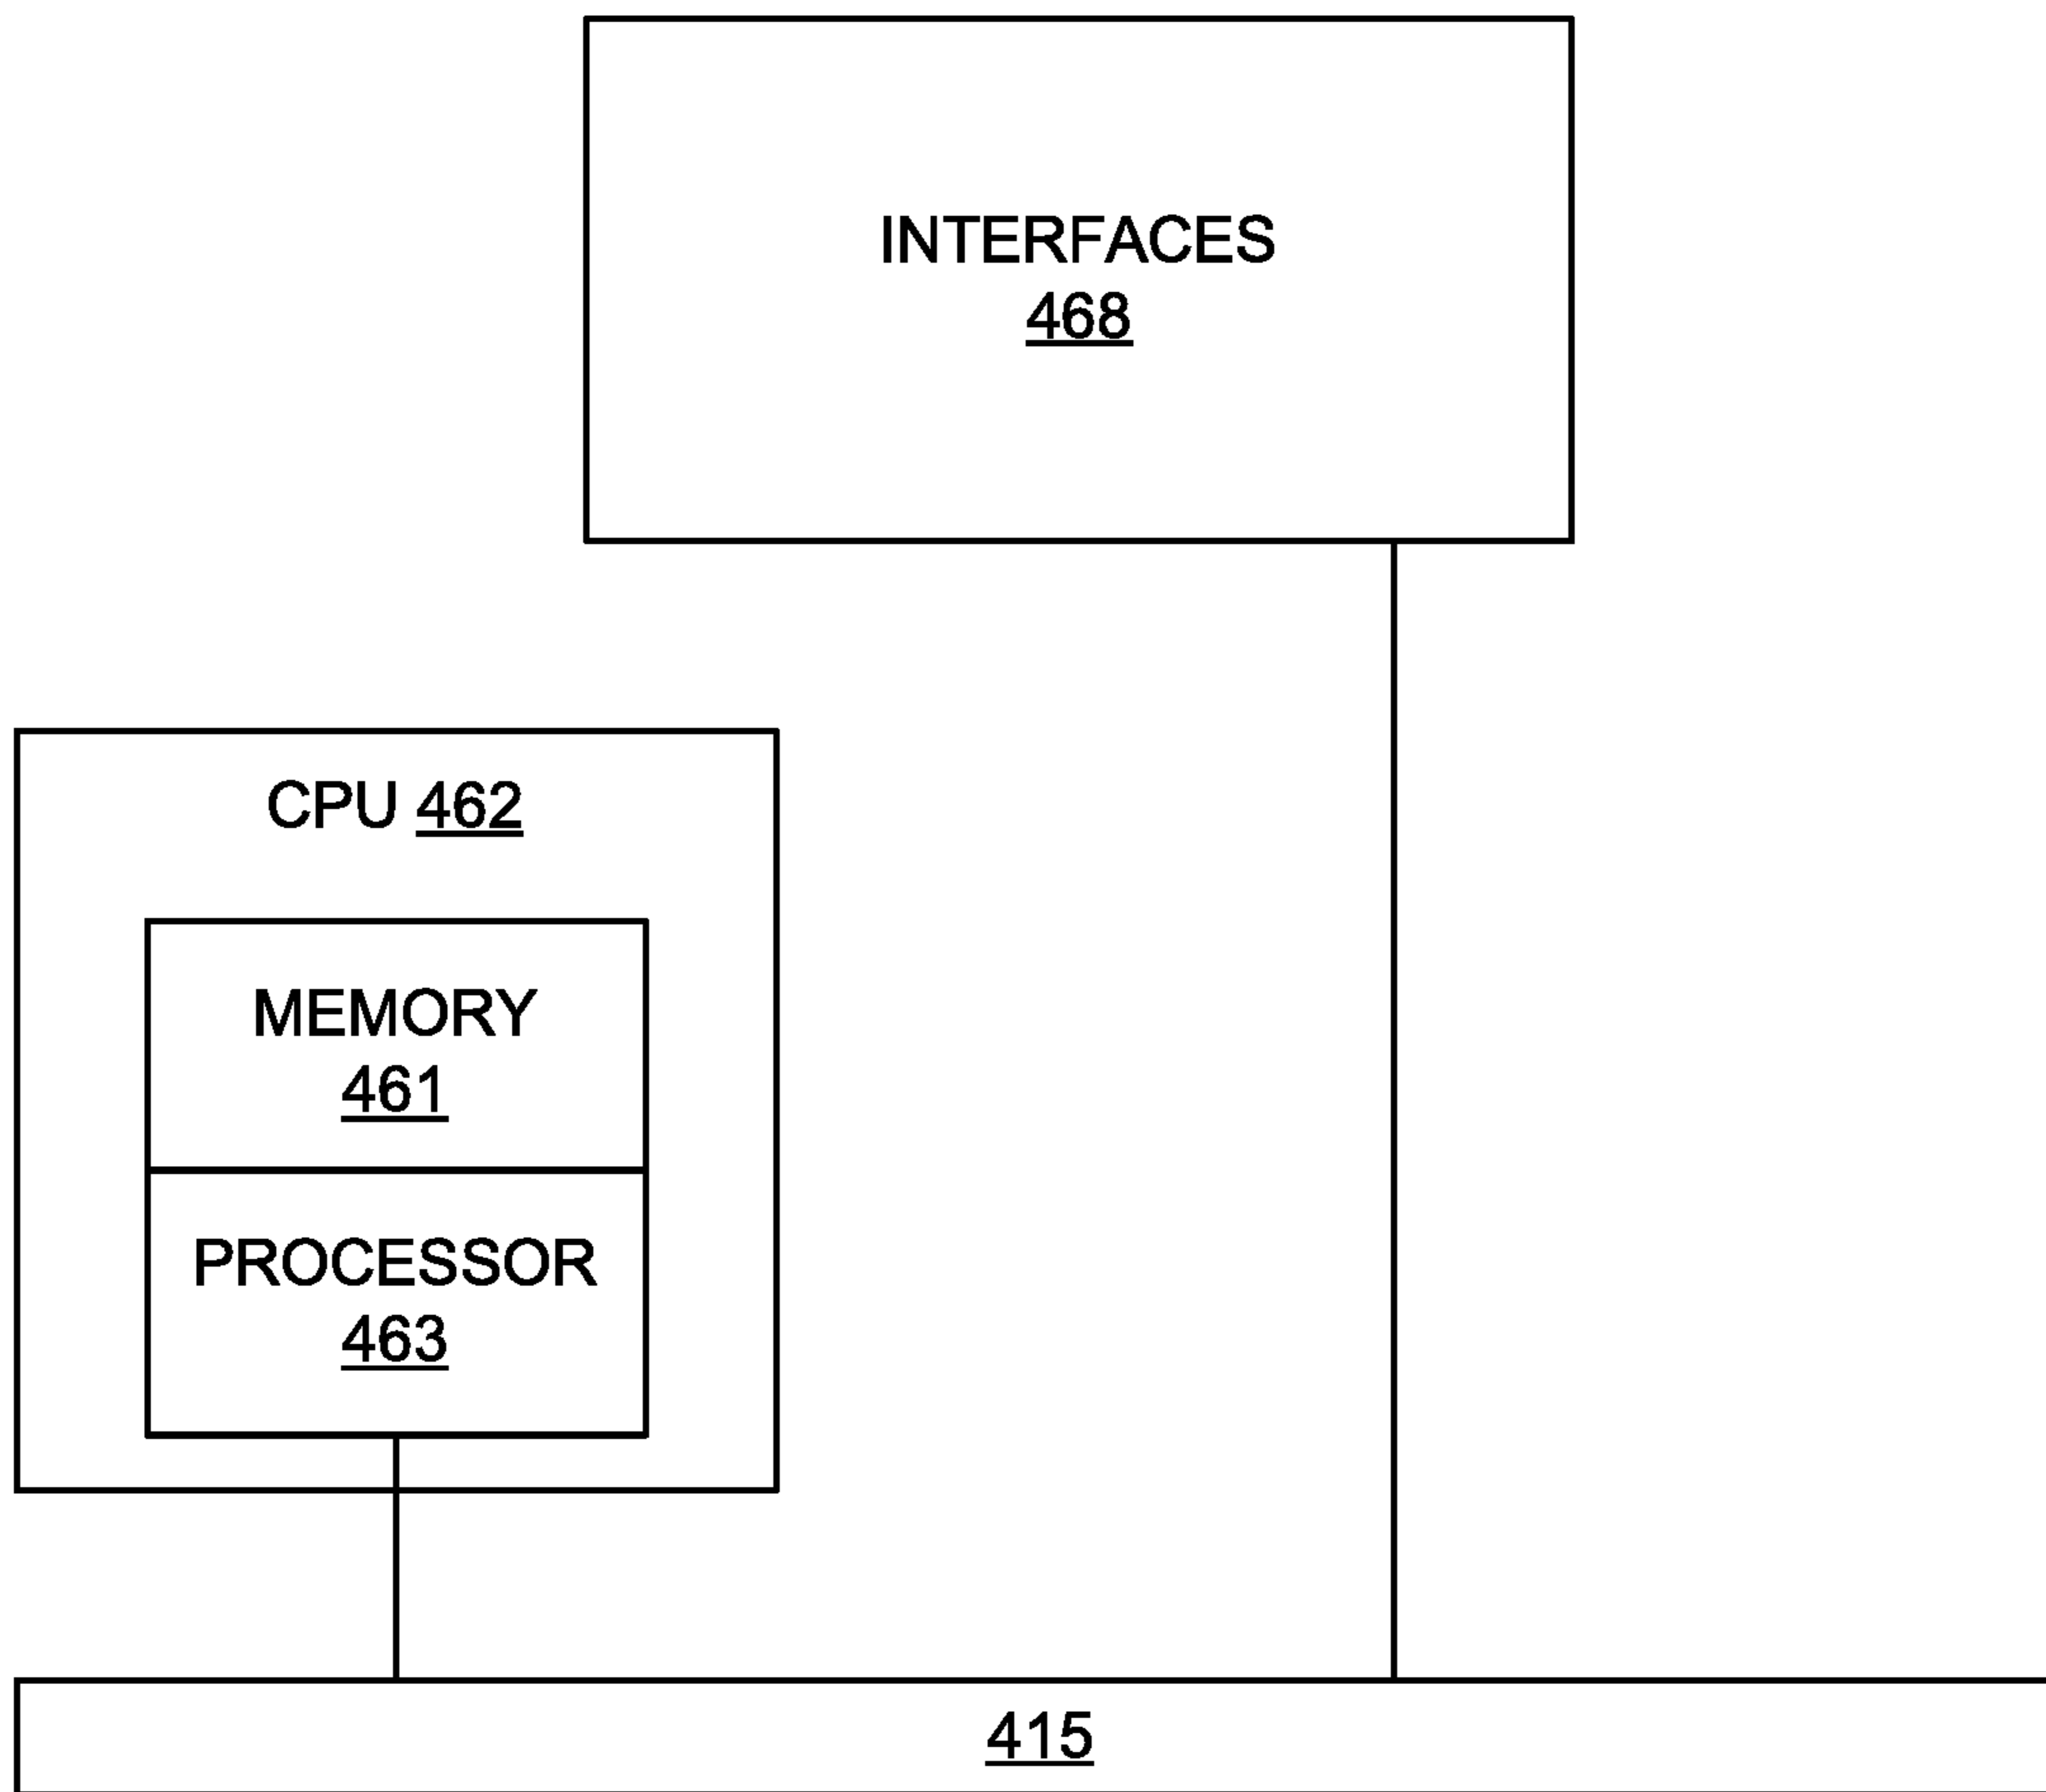 INTERFACES
468
CPU 462
MEMORY
461
PROCESSOR
463
415